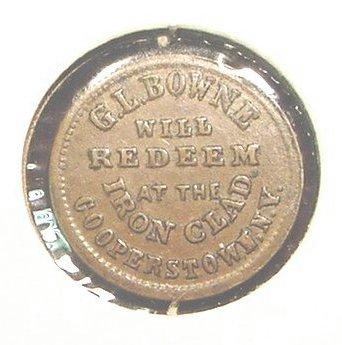 G.L.BOWNE
WILL
REDEEM
AT THE
IRON CLAD
COOPERSTOWN.N.Y.